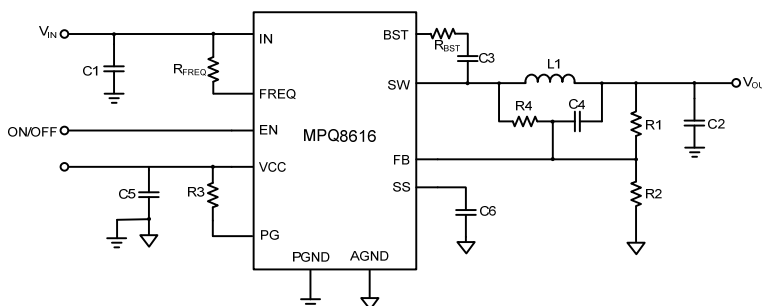 VIN
IN
BST
RBST
C3
C1
RFREQ
FREQ
SW
L1
VOU
R4
C4
R1
C2
ON/OFF
EN
MPQ8616
VCC
FB
C5
R3
SS
C6
R2
PG
PGND
AGND